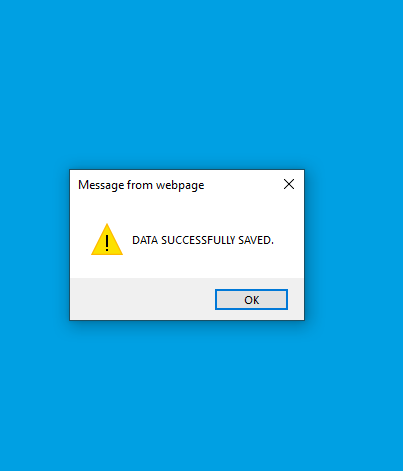 Message from webpage
DATA SUCCESSFULLY SAVED.
OK